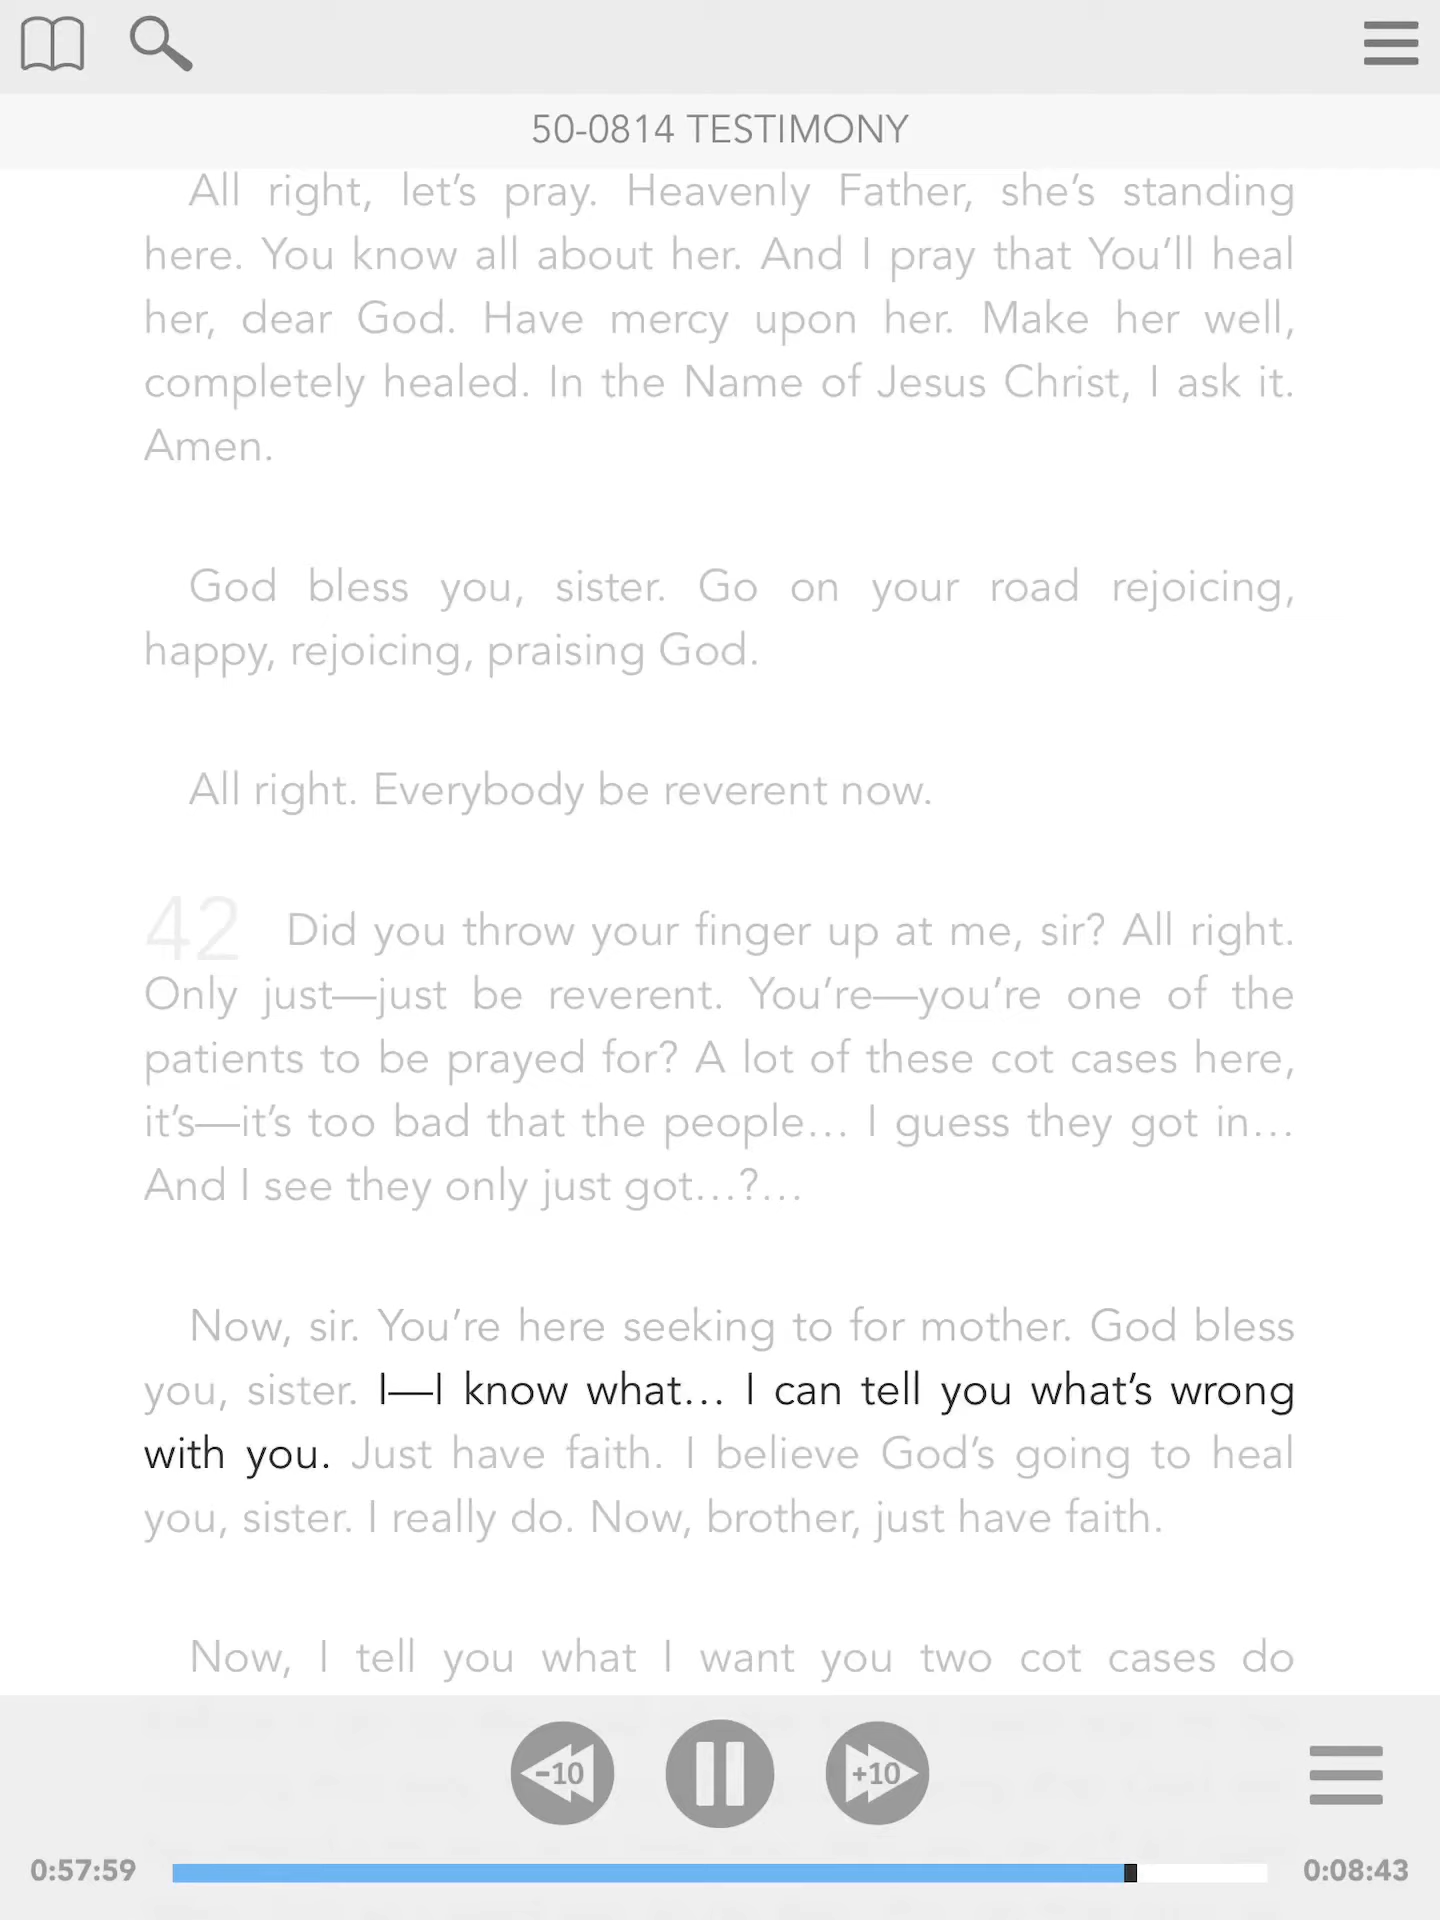 50-0814 TESTIMONY
All right, let’s pray. Heavenly Father, she’s standing
here. You know all about her. And I pray that You’ll heal
her, dear God. Have mercy upon her. Make her well,
completely healed. In the Name of Jesus Christ, I ask it.
Amen.
God bless you, sister. Go on your road rejoicing,
happy, rejoicing, praising God.
All right. Everybody be reverent now.
42 Did you throw your finger up at me, sir? All right.
Only just—just be reverent. You’re—you’re one of the
patients to be prayed for? A lot of these cot cases here,
it’s—it’s too bad that the people… I guess they got in…
And I see they only just got…?…
Now, sir. You’re here seeking to for mother. God bless
you, sister. I—I know what… I can tell you what’s wrong
with you. Just have faith. I believe God’s going to heal
you, sister. I really do. Now, brother, just have faith.
Now, I tell you what I want you two cot cases do
-10
+10
0:57:59
0:08:43